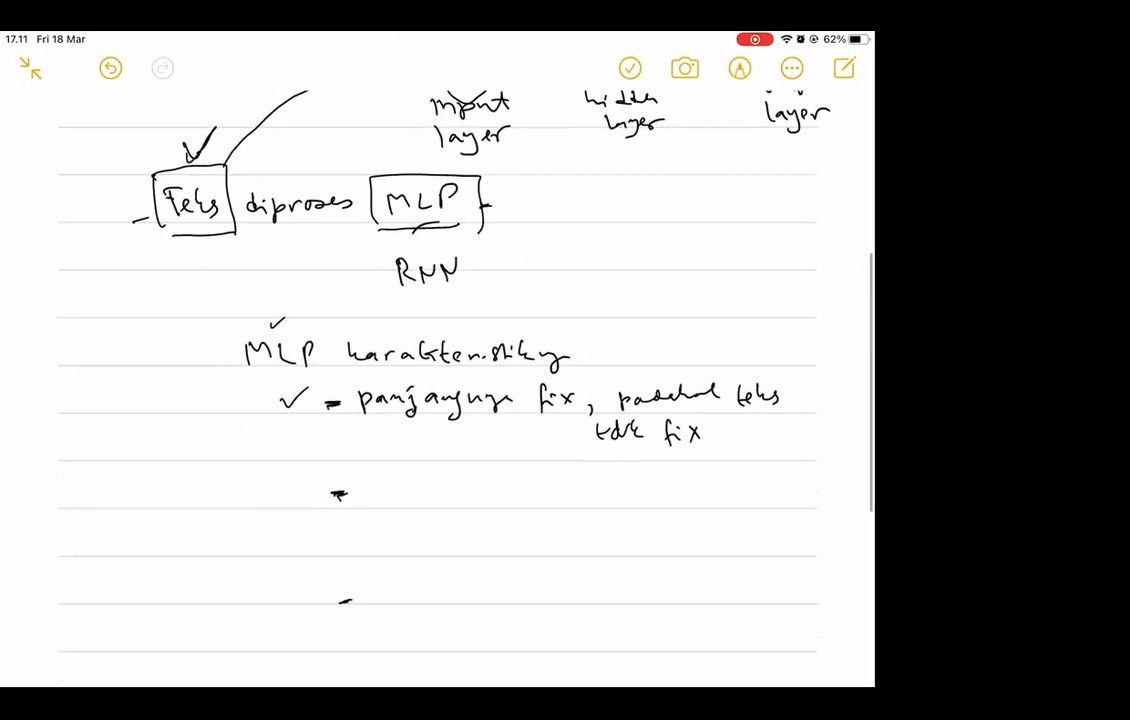 17.11 Fri 18 Mar 62%
input hidden
layer layer layer
Teks diproses MLP
RNN
MLP karakteristiknya
- panjangnya fix, padahal teks
tdk fix